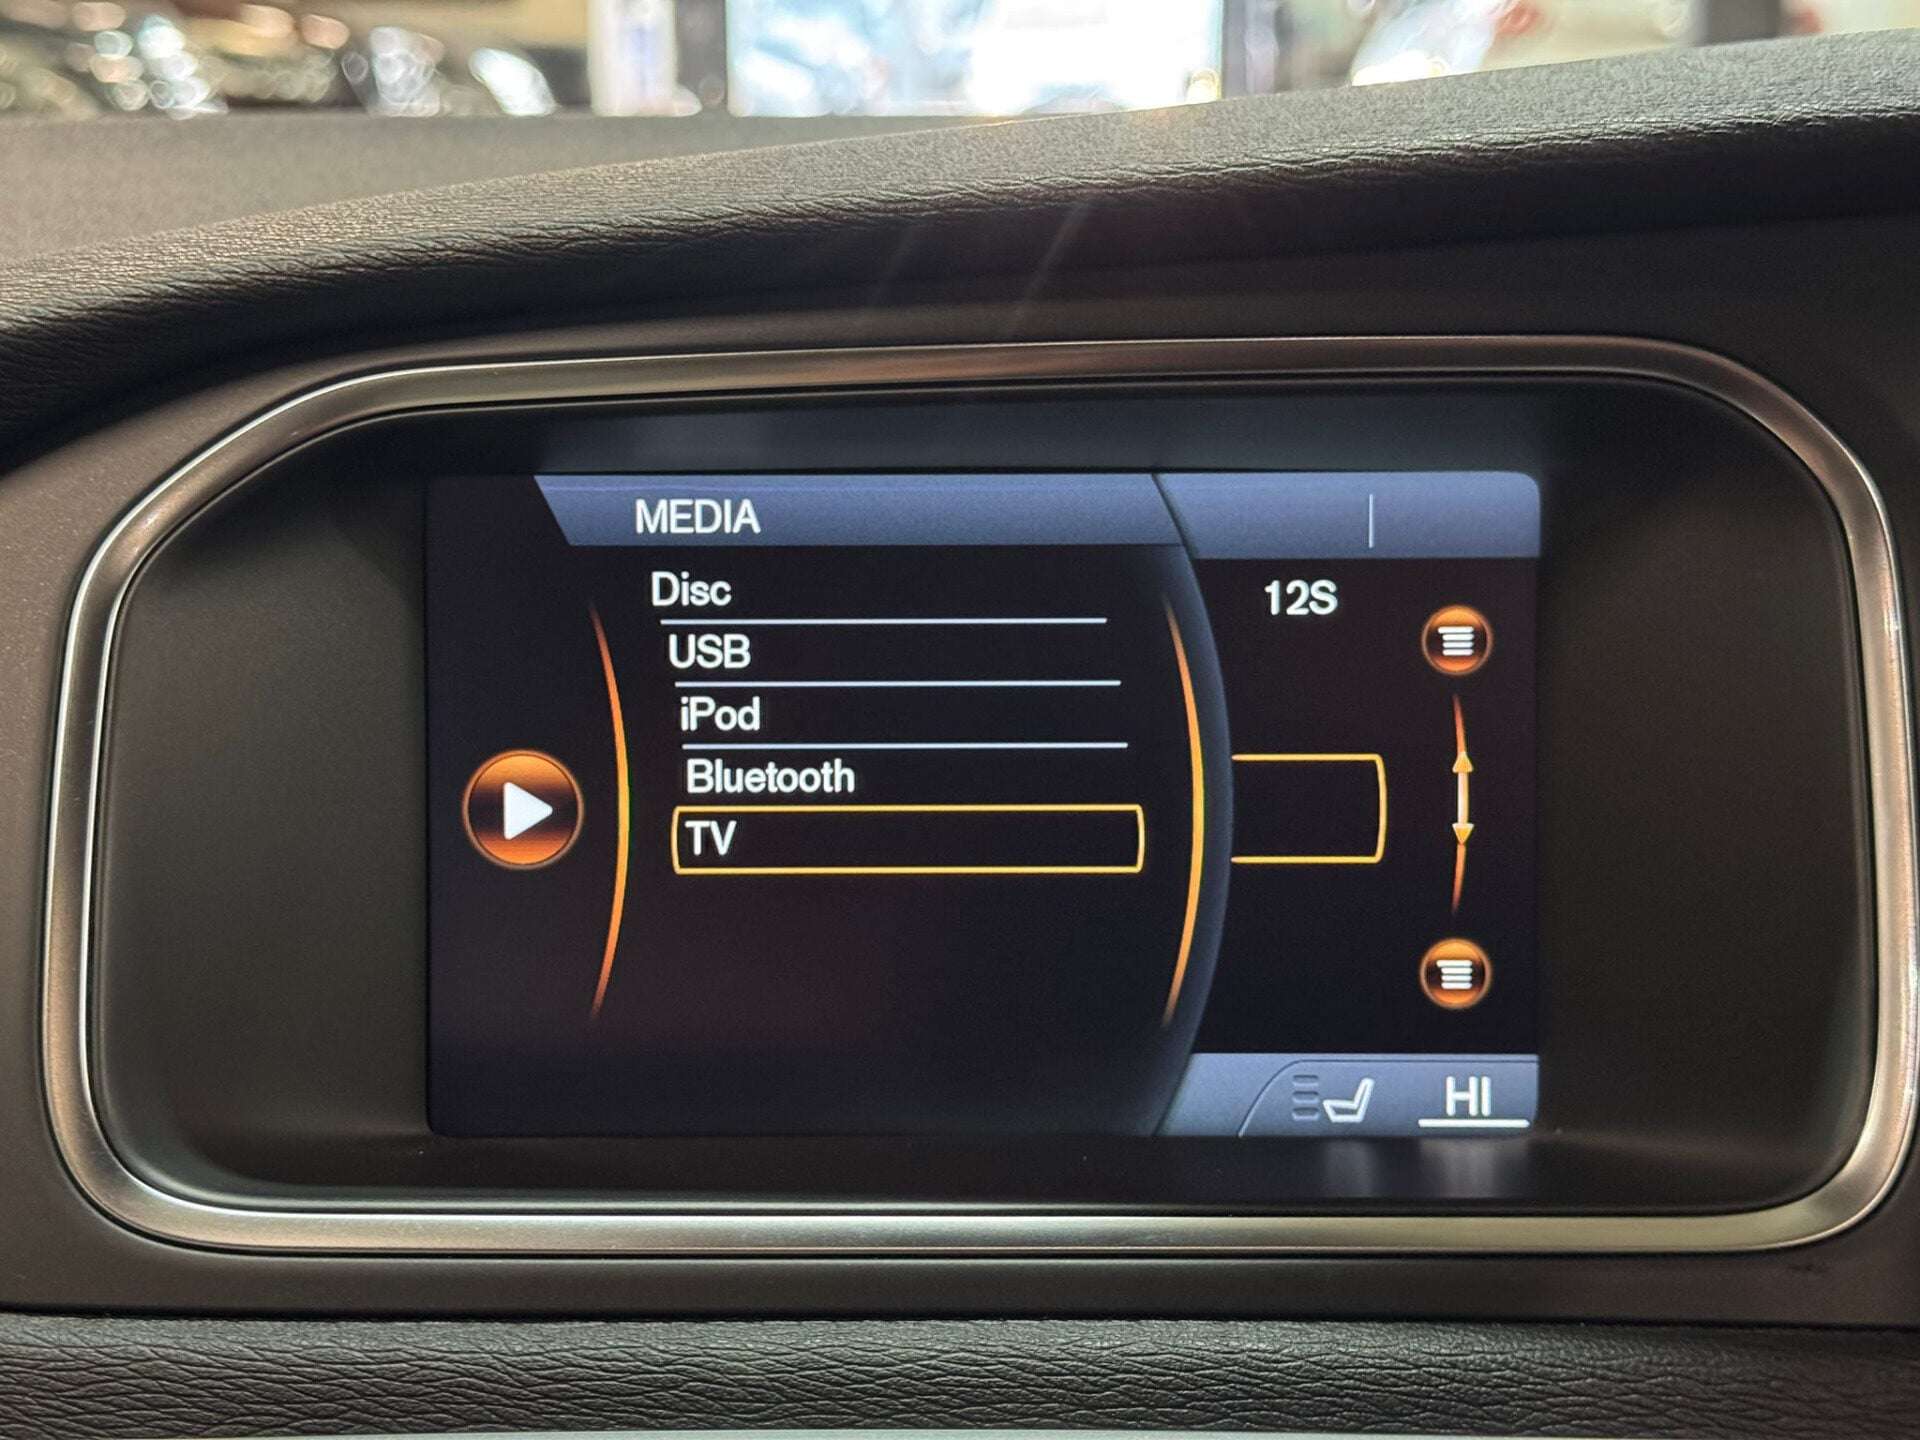 MEDIA
Disc
12S
USB
iPod
Bluetooth
TV
HI